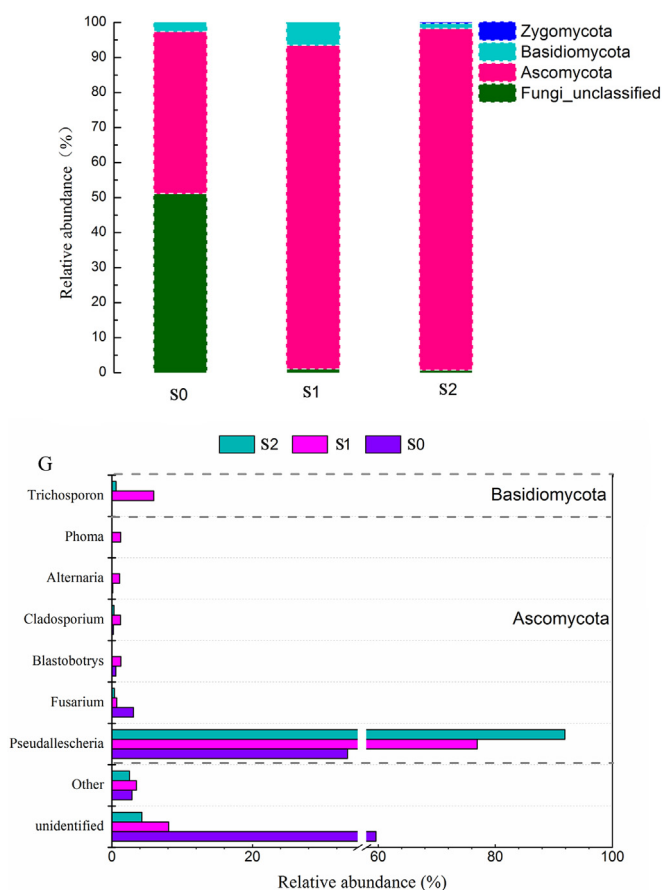 100
90
80
70
60
50
40
30
20
10
0
Relative abundance (%)
S0 S1 S2
Zygomycota
Basidiomycota
Ascomycota
Fungi_unclassified
G
S2 S1 S0
Trichosporon
Phoma
Alternaria
Cladosporium
Blastobotrys
Fusarium
Pseudallescheria
Other
unidentified
Basidiomycota
Ascomycota
0 20 60 80 100
Relative abundance (%)